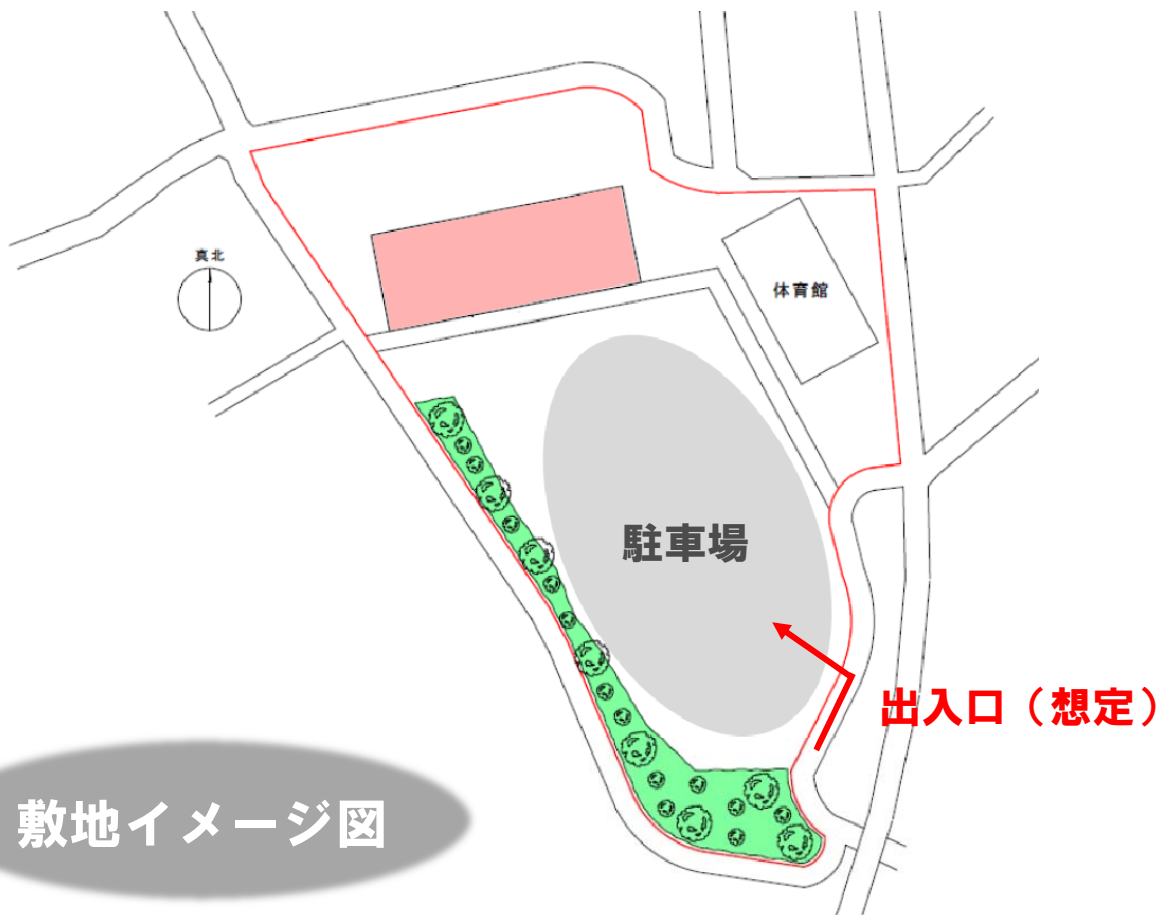 真北
体育館
駐車場
出入口（想定）
敷地イメージ図